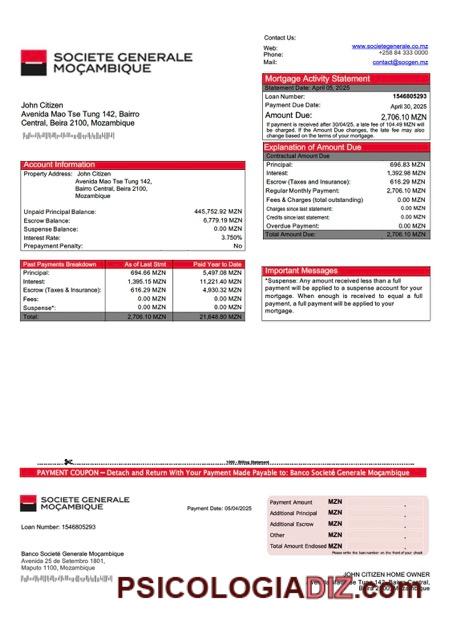 SOCIETE GENERALE
MOÇAMBIQUE
Contact Us:
Web: www.societegenerale.co.mz
Phone: +258 84 333 0000
Mail: contact@socgen.mz
Mortgage Activity Statement
Statement Date: April 05, 2025
Loan Number: 1546805293
Payment Due Date: April 30, 2025
Amount Due: 2,706.10 MZN
If payment is received after 30/04/25, a late fee of 104.49 MZN will
be charged. If the Amount Due changes, the late fee may also
change based on the terms of your mortgage.
John Citizen
Avenida Mao Tse Tung 142, Bairro
Central, Beira 2100, Mozambique
Explanation of Amount Due
Contractual Amount Due
Principal: 696.83 MZN
Interest: 1,392.98 MZN
Escrow (Taxes and Insurance): 616.29 MZN
Regular Monthly Payment: 2,706.10 MZN
Fees & Charges (total outstanding) 0.00 MZN
Charges since last statement: 0.00 MZN
Credits since last statement: 0.00 MZN
Overdue Payment: 0.00 MZN
Total Amount Due: 2,706.10 MZN
Account Information
Property Address: John Citizen
Avenida Mao Tse Tung 142,
Bairro Central, Beira 2100,
Mozambique
Unpaid Principal Balance: 445,752.92 MZN
Escrow Balance: 6,779.19 MZN
Suspense Balance: 0.00 MZN
Interest Rate: 3.750%
Prepayment Penalty: No
Past Payments Breakdown As of Last Stmt Paid Year to Date
Principal: 694.66 MZN 5,497.08 MZN
Interest: 1,395.15 MZN 11,221.40 MZN
Escrow (Taxes & Insurance): 616.29 MZN 4,930.32 MZN
Fees: 0.00 MZN 0.00 MZN
Suspense*: 0.00 MZN 0.00 MZN
Total: 2,706.10 MZN 21,648.80 MZN
Important Messages
*Suspense: Any amount received less than a full
payment will be applied to a suspense account for your
mortgage. When enough is received to equal a full
payment, a full payment will be applied to your
mortgage.
Billing Statement
PAYMENT COUPON – Detach and Return With Your Payment Made Payable to: Banco Societé Generale Moçambique
SOCIETE GENERALE
MOÇAMBIQUE
Payment Date: 05/04/2025
Loan Number: 1546805293
Payment Amount MZN
Additional Principal MZN
Additional Escrow MZN
Other MZN
Total Amount Enclosed MZN
Please write the loan number on the front of your check.
Banco Societé Generale Moçambique
Avenida 25 de Setembro 1801,
Maputo 1100, Mozambique
JOHN CITIZEN HOME OWNER
PSICOLOGIADIZ.com